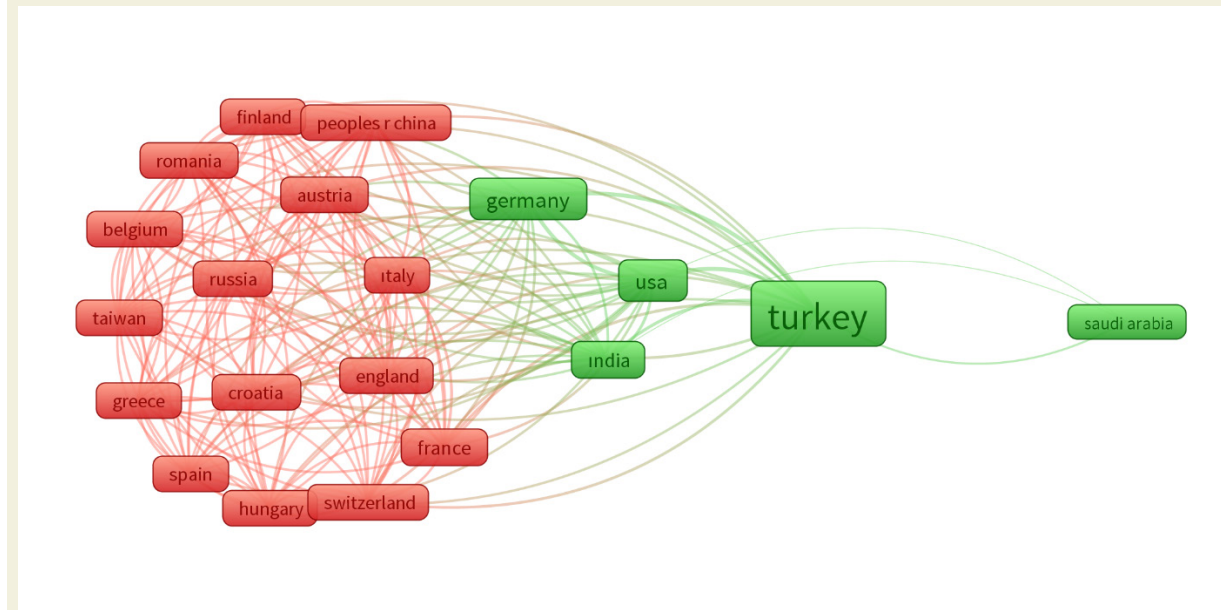 finland
peoples r china
romania
austria
germany
belgium
russia
ıtaly
usa
taiwan
turkey
saudi arabia
ındia
england
croatia
greece
france
spain
hungary
switzerland